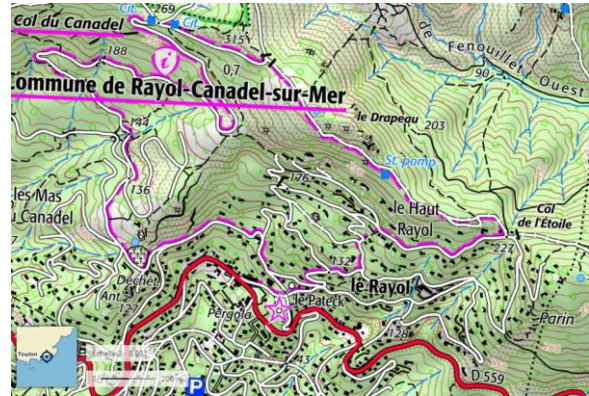 Cit.
269
Cit.
Col du Canadel
315
de Fenouillet Ouest
188
i
0,7
90
ommune de Rayol-Canadel-sur-Mer
144
le Drapeau
203
St. pomp.
176
136
les Mas
u Canadel
le Haut
Rayol
Col
de l'Étoile
227
Déchet
132
Ant.
127
le Pateck
le Rayol
Pergola
Parin
128
43
Toulon
200
P
D 559